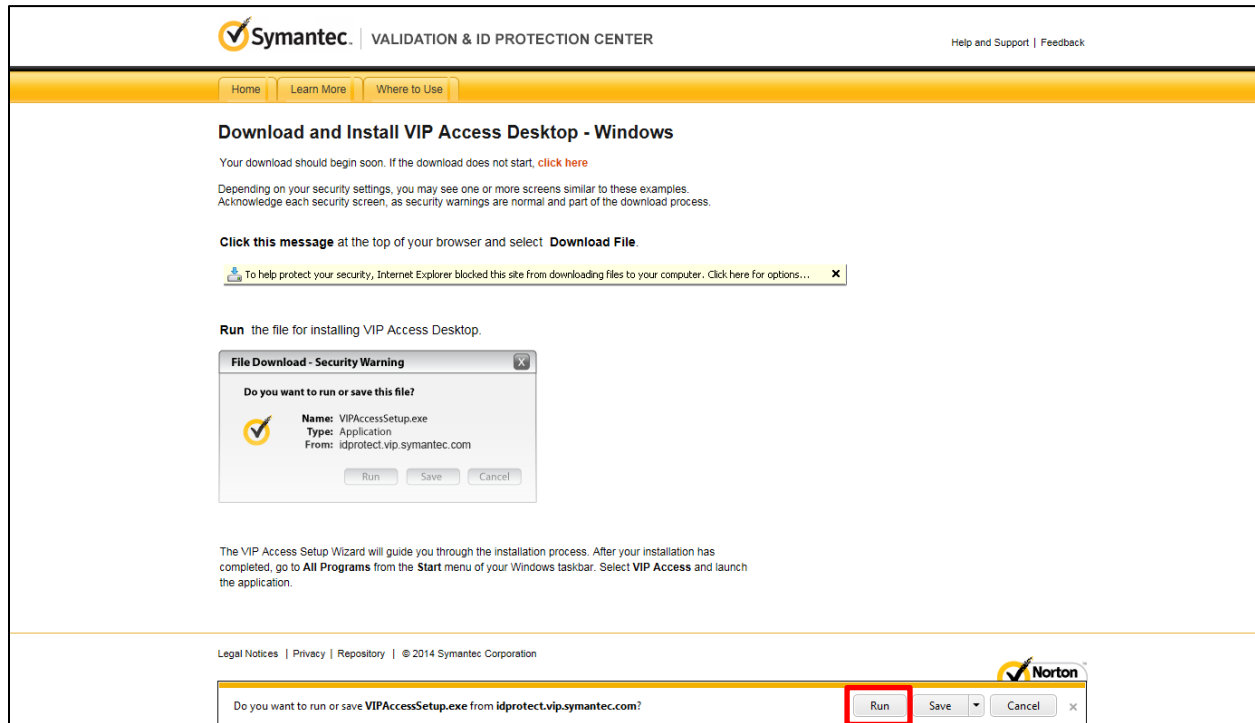 Symantec. VALIDATION & ID PROTECTION CENTER
Help and Support | Feedback
Home Learn More Where to Use
Download and Install VIP Access Desktop - Windows
Your download should begin soon. If the download does not start, click here
Depending on your security settings, you may see one or more screens similar to these examples.
Acknowledge each security screen, as security warnings are normal and part of the download process.
Click this message at the top of your browser and select Download File.
To help protect your security, Internet Explorer blocked this site from downloading files to your computer. Click here for options...
Run the file for installing VIP Access Desktop.
File Download - Security Warning
Do you want to run or save this file?
Name: VIPAccessSetup.exe
Type: Application
From: idprotect.vip.symantec.com
Run Save Cancel
The VIP Access Setup Wizard will guide you through the installation process. After your installation has
completed, go to All Programs from the Start menu of your Windows taskbar. Select VIP Access and launch
the application.
Legal Notices | Privacy | Repository | © 2014 Symantec Corporation
Norton
Do you want to run or save VIPAccessSetup.exe from idprotect.vip.symantec.com?
Run Save Cancel